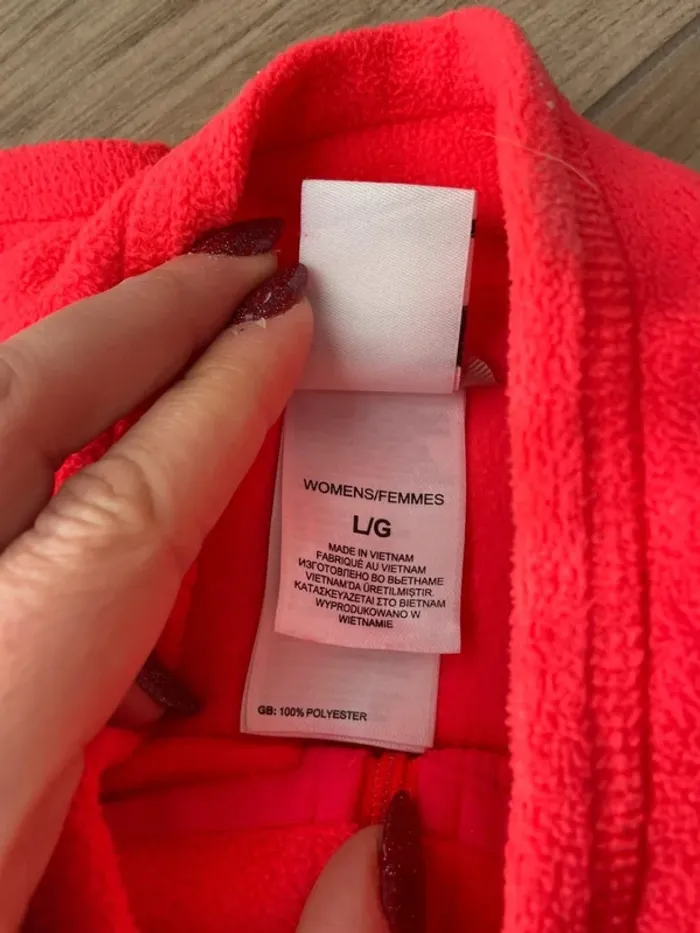 WOMENS/FEMMES
L/G
MADE IN VIETNAM
FABRIQUÉ AU VIETNAM
ИЗГОТОВЛЕНО ВО ВЬЕТНАМЕ
VIETNAM'DA ÜRETILMIŞTIR.
ΚΑΤΑΣΚΕΥΑΖΕΤΑΙ ΣΤΟ ΒΙΕΤΝΑΜ
WYPRODUKOWANO W
WIETNAMIE
GB: 100% POLYESTER